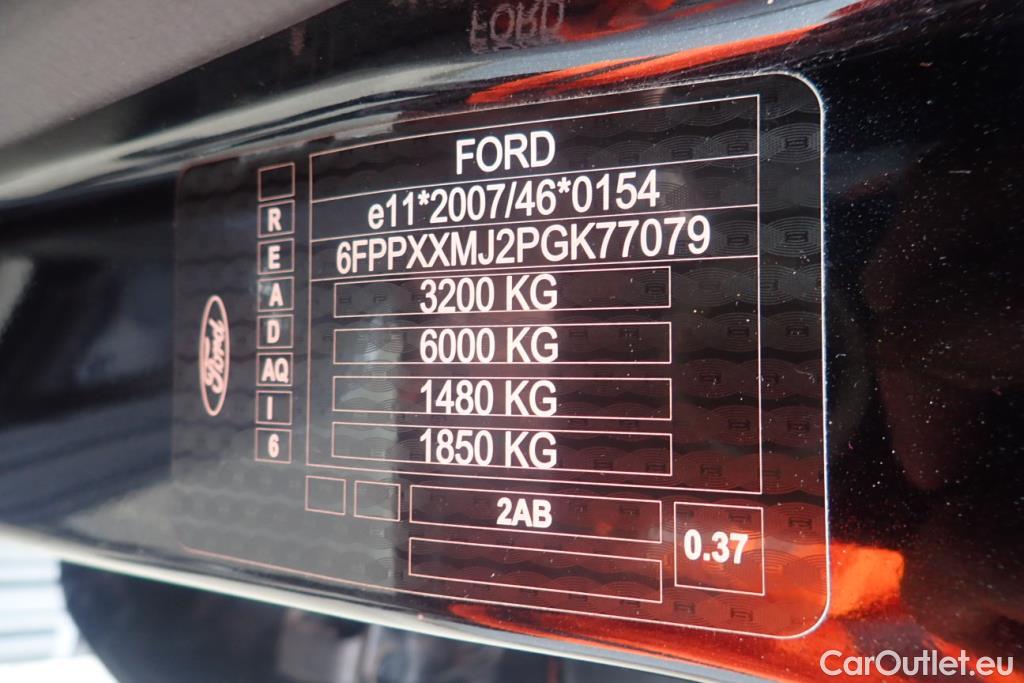 FORD
FORD
e11*2007/46*0154
6FPPXXMJ2PGK77079
3200 KG
6000 KG
1480 KG
1850 KG
R
E
A
D
AQ
I
6
Ford
2AB
0.37
CarOutlet.eu